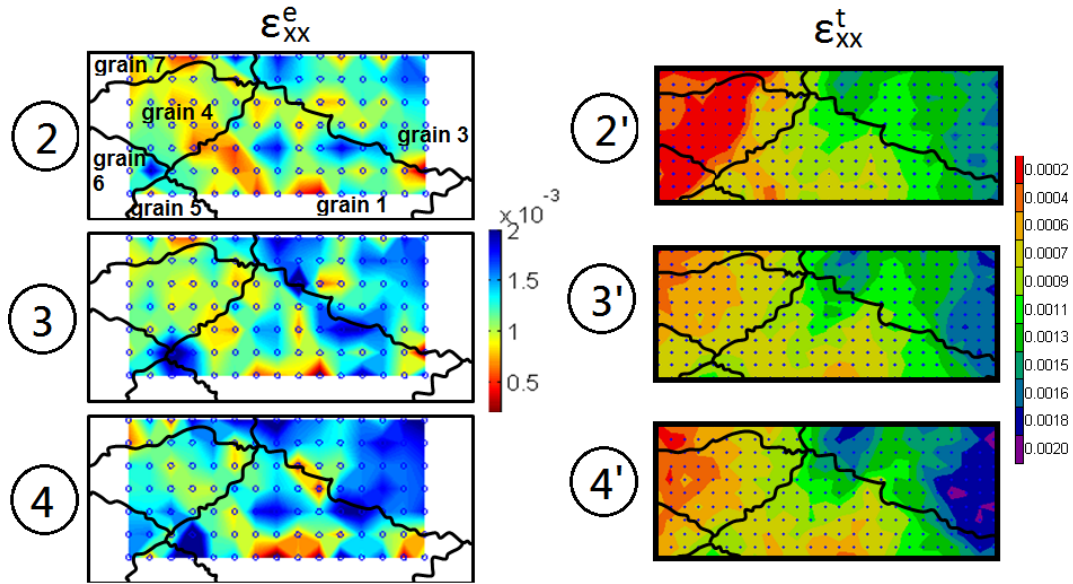 εxx^e
εxx^t
grain 7
grain 4
2
grain 3
grain
6
grain 5
grain 1
2'
0.0002
0.0004
0.0006
0.0007
0.0009
0.0011
0.0013
0.0015
0.0016
0.0018
0.0020
x 10^-3
2
1.5
1
0.5
3
3'
4
4'